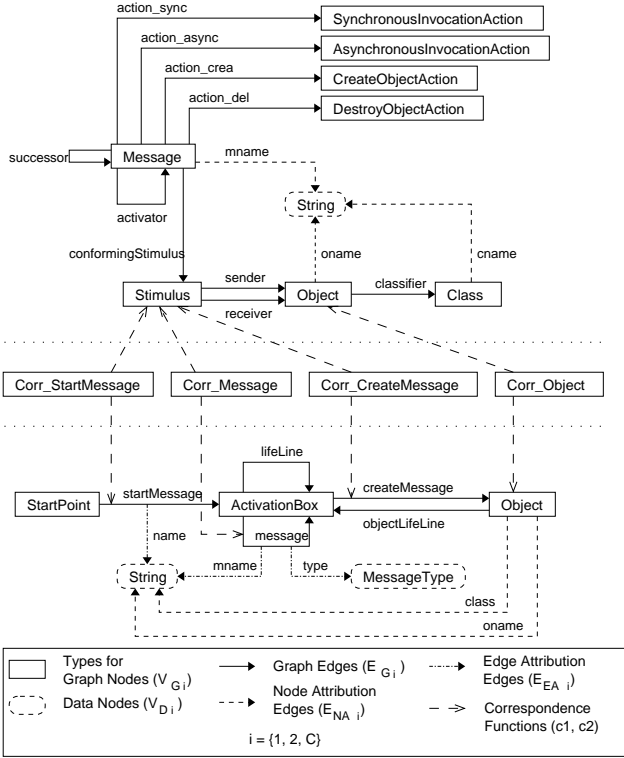 action_sync
SynchronousInvocationAction
action_async
AsynchronousInvocationAction
action_crea
CreateObjectAction
action_del
DestroyObjectAction
successor
Message
mname
activator
String
conformingStimulus
oname
cname
Stimulus
sender
receiver
Object
classifier
Class
Corr_StartMessage
Corr_Message
Corr_CreateMessage
Corr_Object
lifeLine
StartPoint
startMessage
ActivationBox
createMessage
objectLifeLine
Object
name
message
mname
type
String
MessageType
class
oname
Types for
Graph Nodes (V G i)
Data Nodes (V D i)
Graph Edges (E G i)
Node Attribution
Edges (E NA i)
Edge Attribution
Edges (E EA i)
Correspondence
Functions (c1, c2)
i = {1, 2, C}